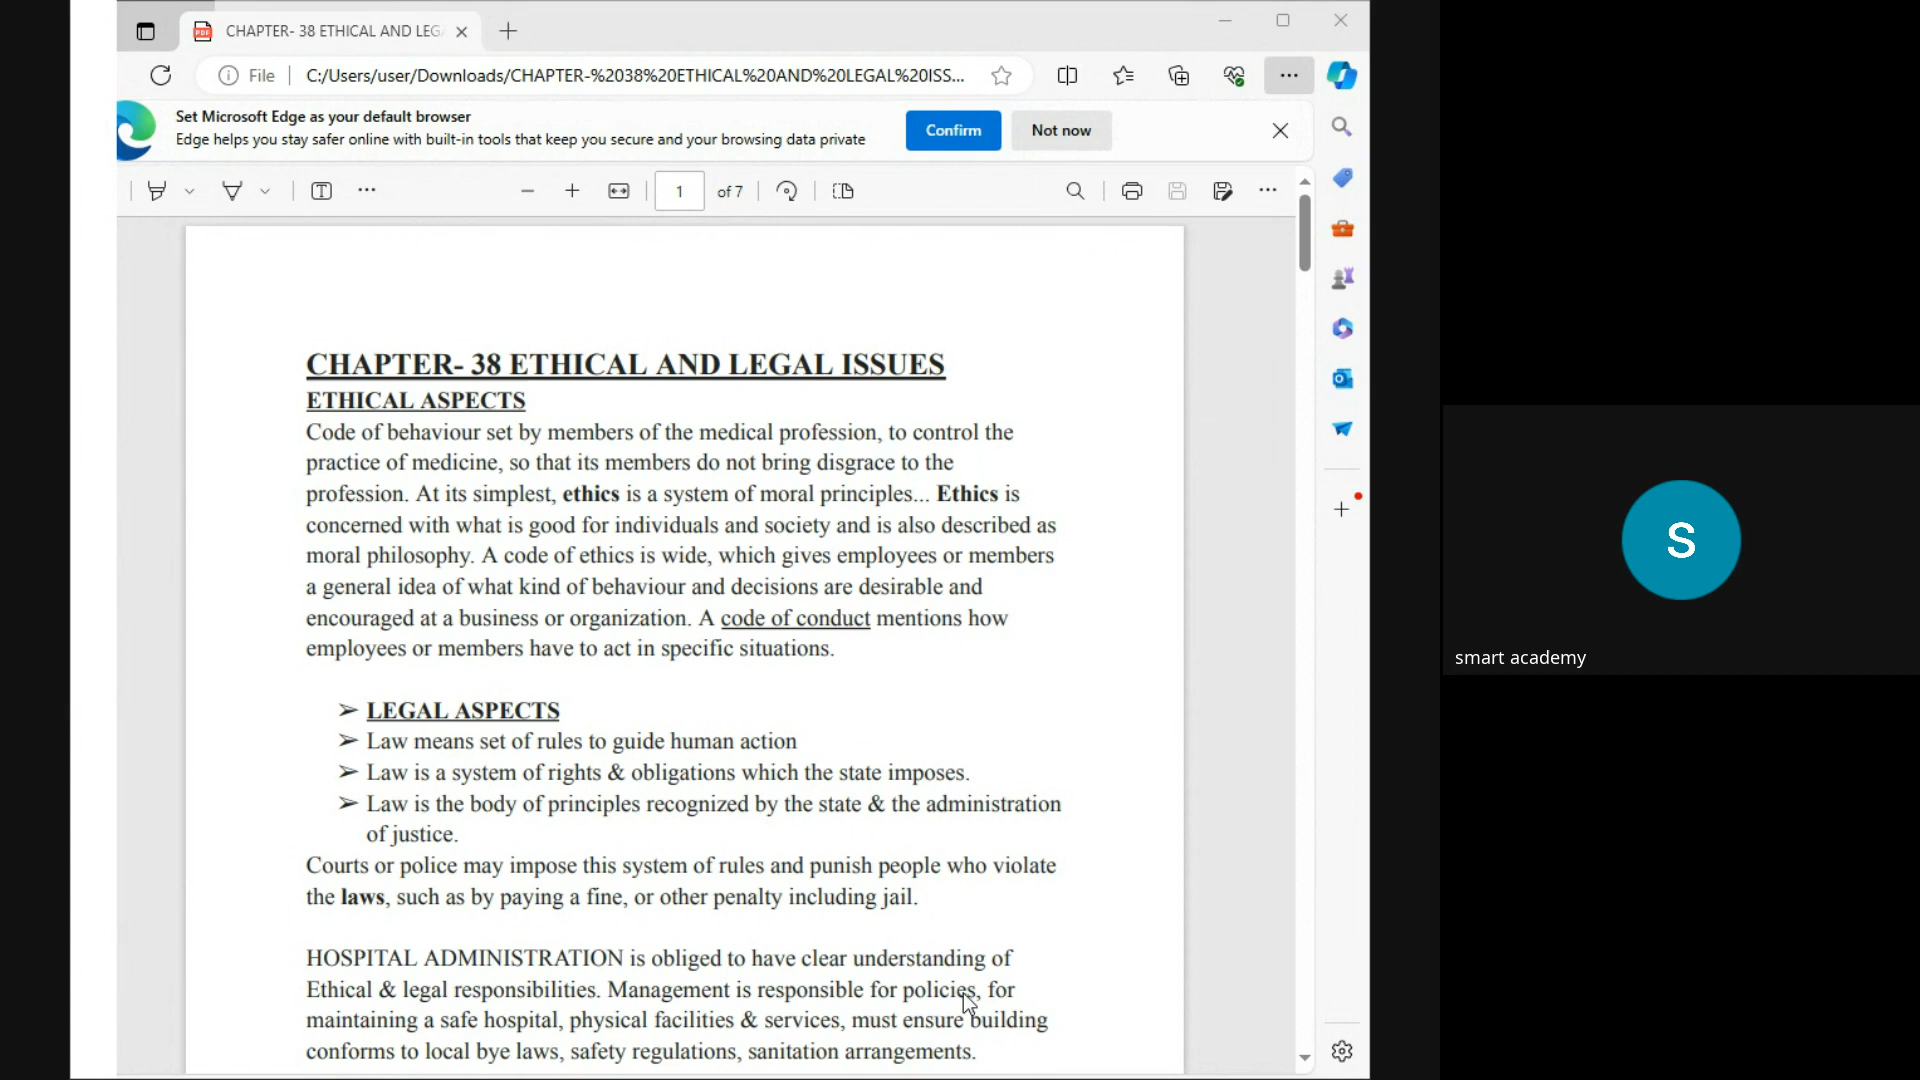 CHAPTER- 38 ETHICAL AND LEGA
File
C:/Users/user/Downloads/CHAPTER-%2038%20ETHICAL%20AND%20LEGAL%20ISS...
Set Microsoft Edge as your default browser
Edge helps you stay safer online with built-in tools that keep you secure and your browsing data private
Confirm
Not now
1 of 7
CHAPTER- 38 ETHICAL AND LEGAL ISSUES
ETHICAL ASPECTS
Code of behaviour set by members of the medical profession, to control the
practice of medicine, so that its members do not bring disgrace to the
profession. At its simplest, ethics is a system of moral principles... Ethics is
concerned with what is good for individuals and society and is also described as
moral philosophy. A code of ethics is wide, which gives employees or members
a general idea of what kind of behaviour and decisions are desirable and
encouraged at a business or organization. A code of conduct mentions how
employees or members have to act in specific situations.
➢ LEGAL ASPECTS
➢ Law means set of rules to guide human action
➢ Law is a system of rights & obligations which the state imposes.
➢ Law is the body of principles recognized by the state & the administration
of justice.
Courts or police may impose this system of rules and punish people who violate
the laws, such as by paying a fine, or other penalty including jail.
HOSPITAL ADMINISTRATION is obliged to have clear understanding of
Ethical & legal responsibilities. Management is responsible for policies, for
maintaining a safe hospital, physical facilities & services, must ensure building
conforms to local bye laws, safety regulations, sanitation arrangements.
S
smart academy